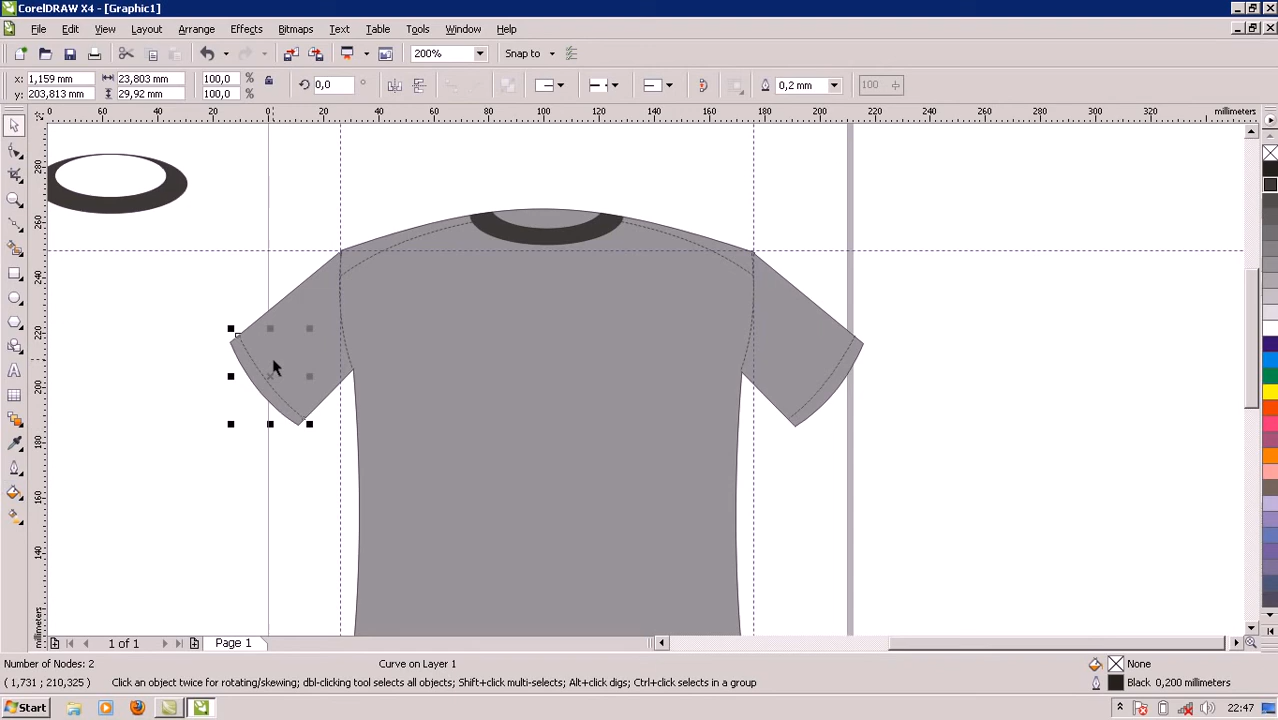 CorelDRAW X4 - [Graphic1]
File Edit View Layout Arrange Effects Bitmaps Text Table Tools Window Help
200% Snap to
x: 1,159 mm 23,803 mm 100,0 % 0,0 ° 0,2 mm 100
y: 203,813 mm 29,92 mm 100,0 %
80 60 40 20 0 20 40 60 80 100 120 140 160 180 200 220 240 260 280 300 320 millimeters
280
260
240
220
200
180
160
140
millimeters
1 of 1 Page 1
Number of Nodes: 2 Curve on Layer 1 None
( 1,731 ; 210,325 ) Click an object twice for rotating/skewing; dbl-clicking tool selects all objects; Shift+click multi-selects; Alt+click digs; Ctrl+click selects in a group Black 0,200 millimeters
Start 22:47